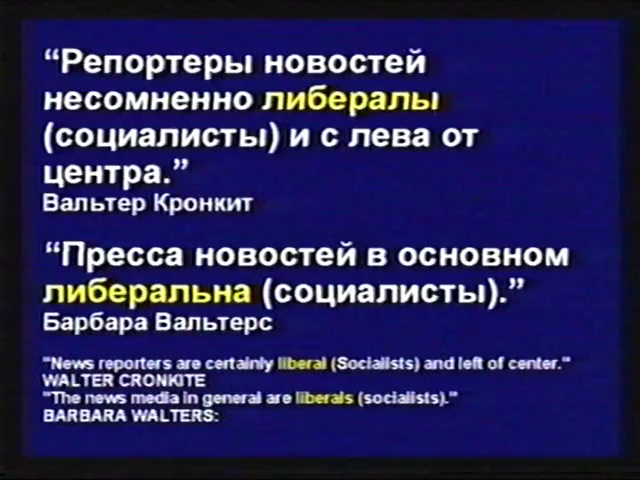 “Репортеры новостей
несомненно либералы
(социалисты) и с лева от
центра.”
Вальтер Кронкит
“Пресса новостей в основном
либеральна (социалисты).”
Барбара Вальтерс
"News reporters are certainly liberal (Socialists) and left of center."
WALTER CRONKITE
"The news media in general are liberals (socialists)."
BARBARA WALTERS: